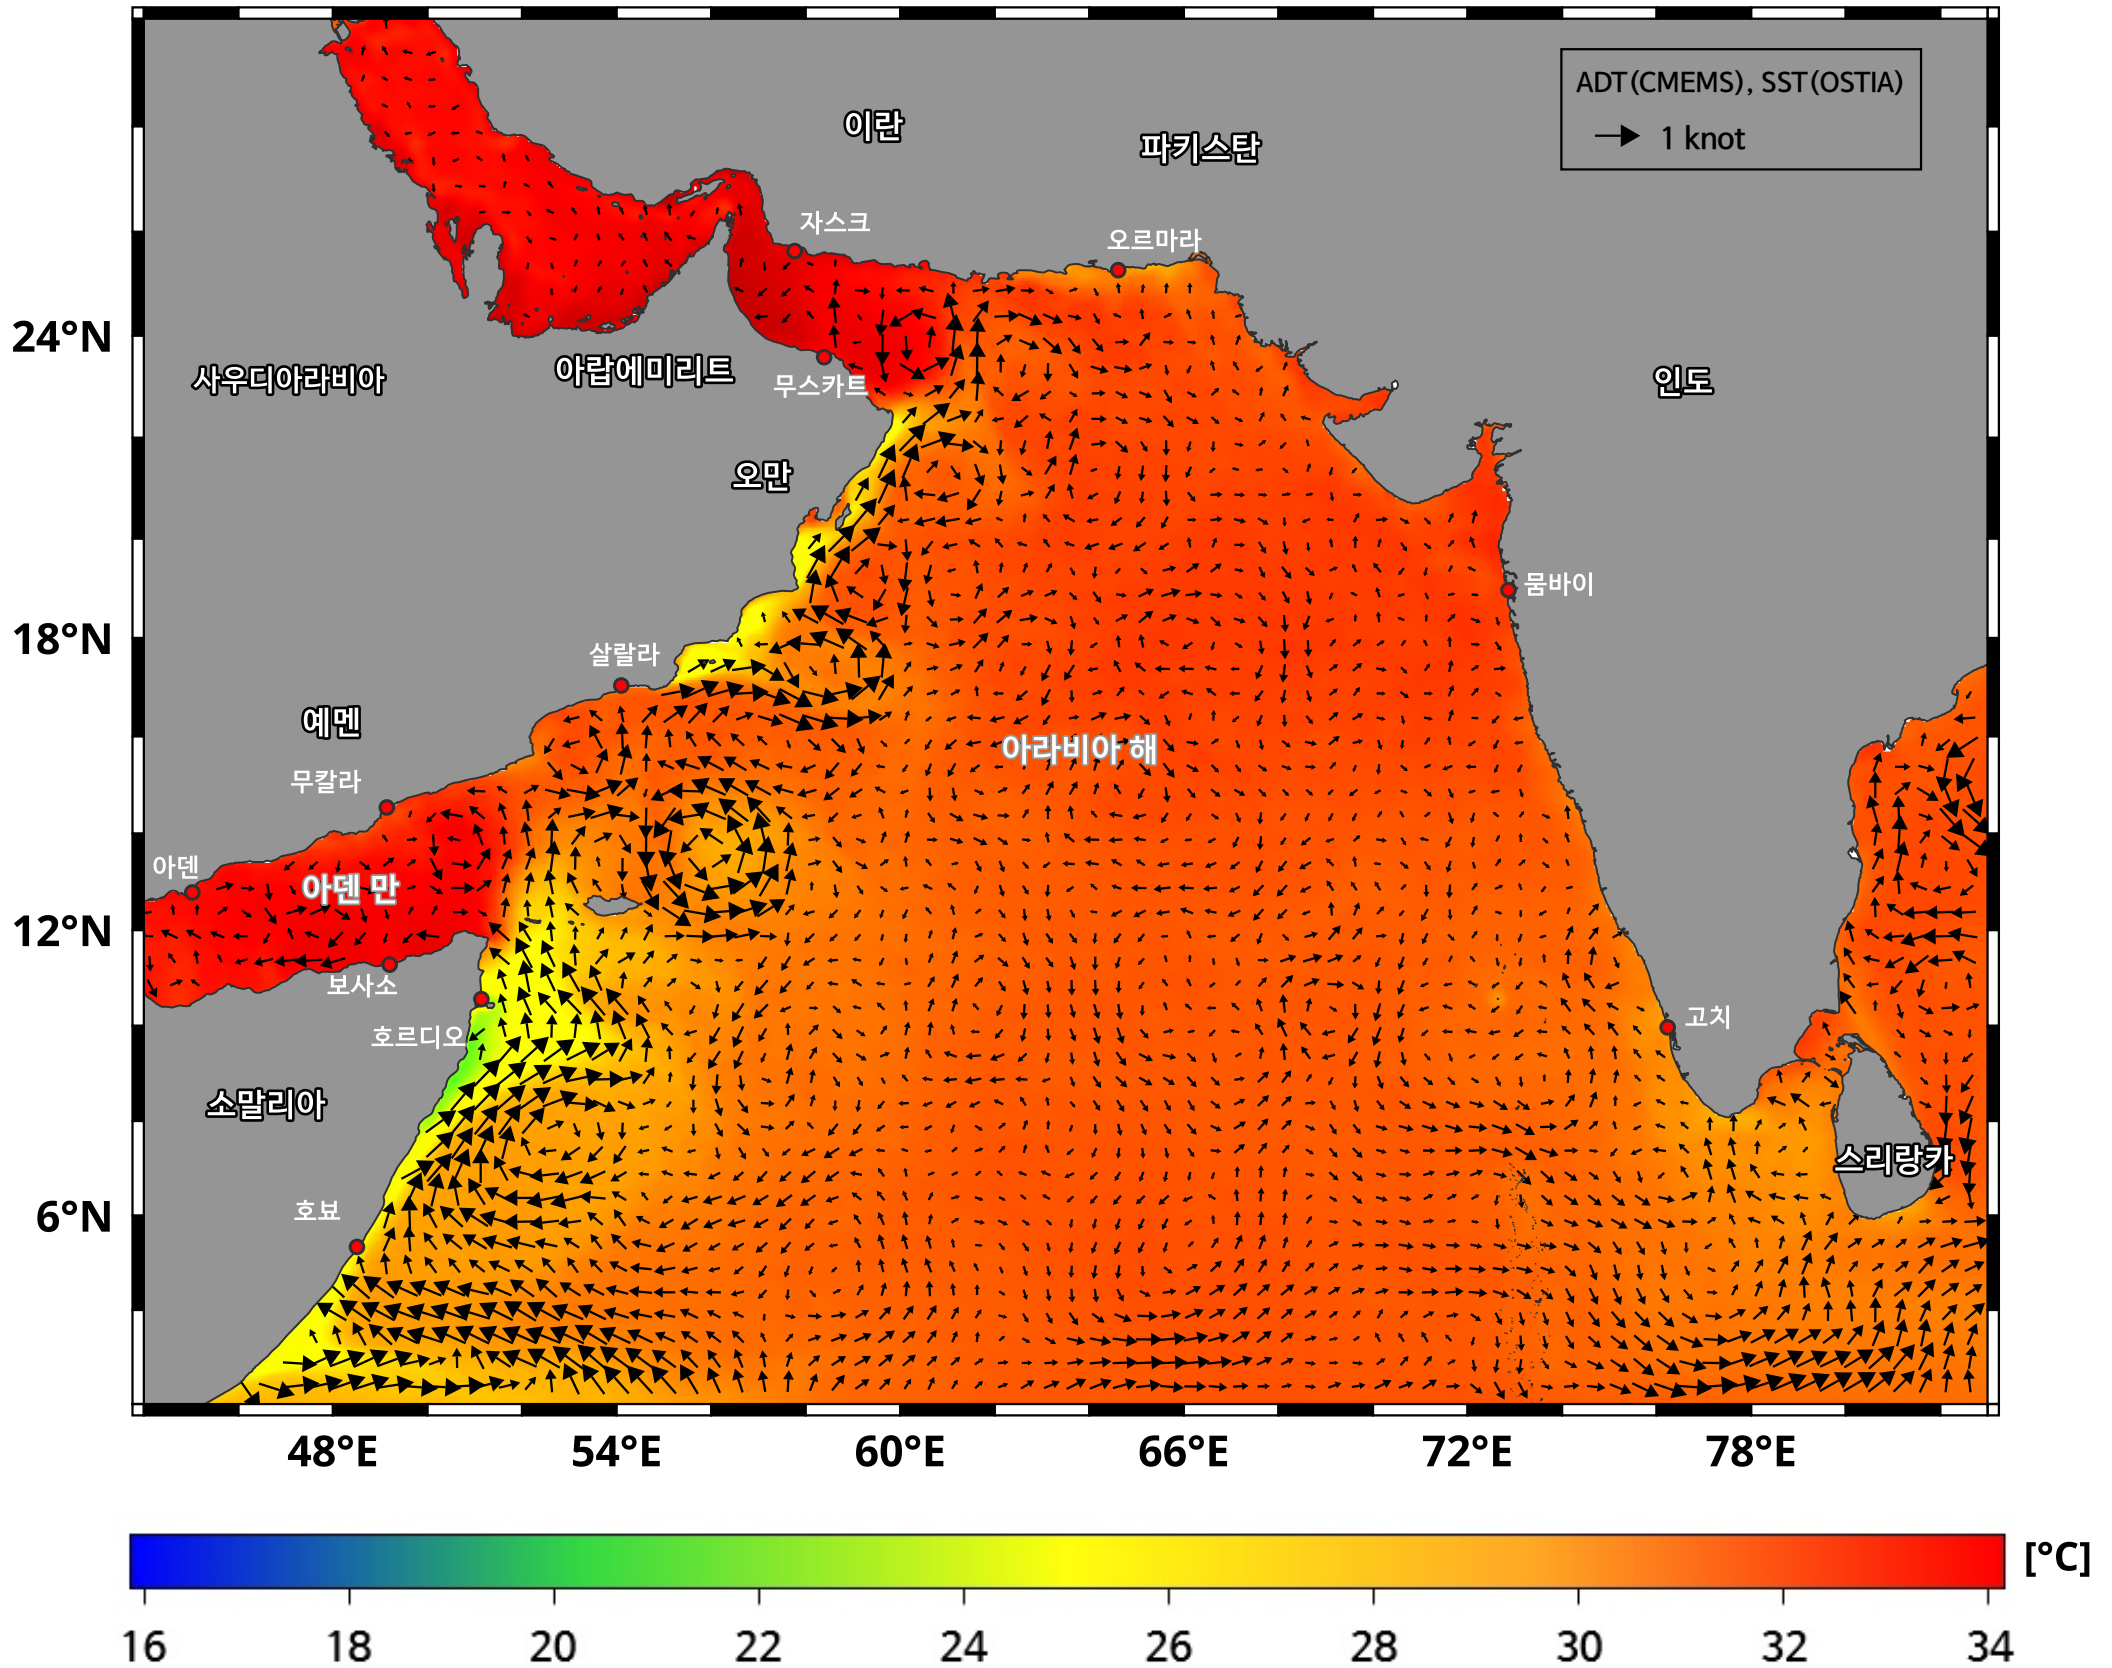 ADT(CMEMS), SST(OSTIA)
1 knot
이란
파키스탄
자스크
오르마라
24°N
사우디아라비아
아랍에미리트
무스카트
인도
오만
뭄바이
18°N
살랄라
예멘
아라비아 해
무칼라
아덴
아덴 만
12°N
보사소
호르디오
고치
소말리아
스리랑카
6°N
호뵤
48°E 54°E 60°E 66°E 72°E 78°E
[°C]
16 18 20 22 24 26 28 30 32 34